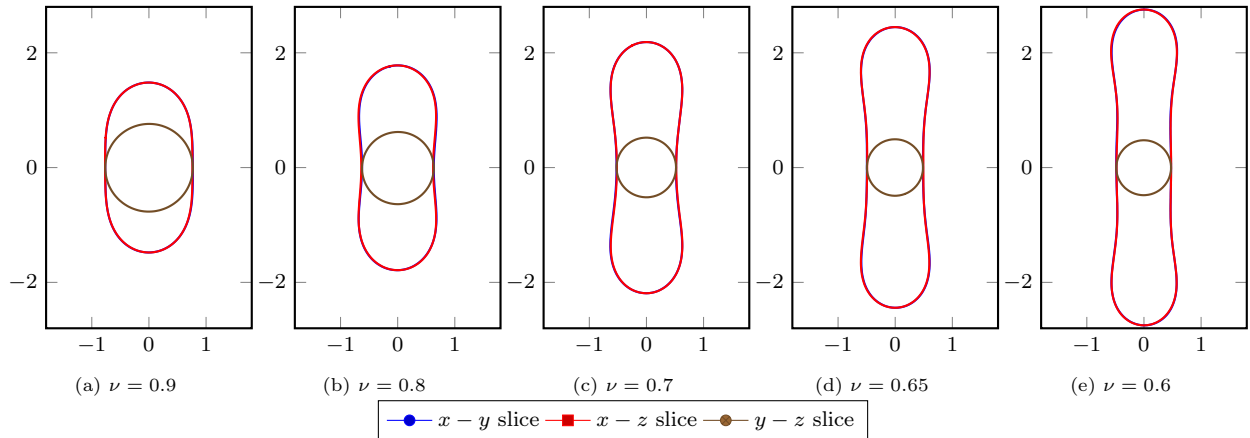 2 2 2 2 2
0 0 0 0 0
−2 −2 −2 −2 −2
−1 0 1 −1 0 1 −1 0 1 −1 0 1 −1 0 1
(a) ν = 0.9 (b) ν = 0.8 (c) ν = 0.7 (d) ν = 0.65 (e) ν = 0.6
x − y slice x − z slice y − z slice